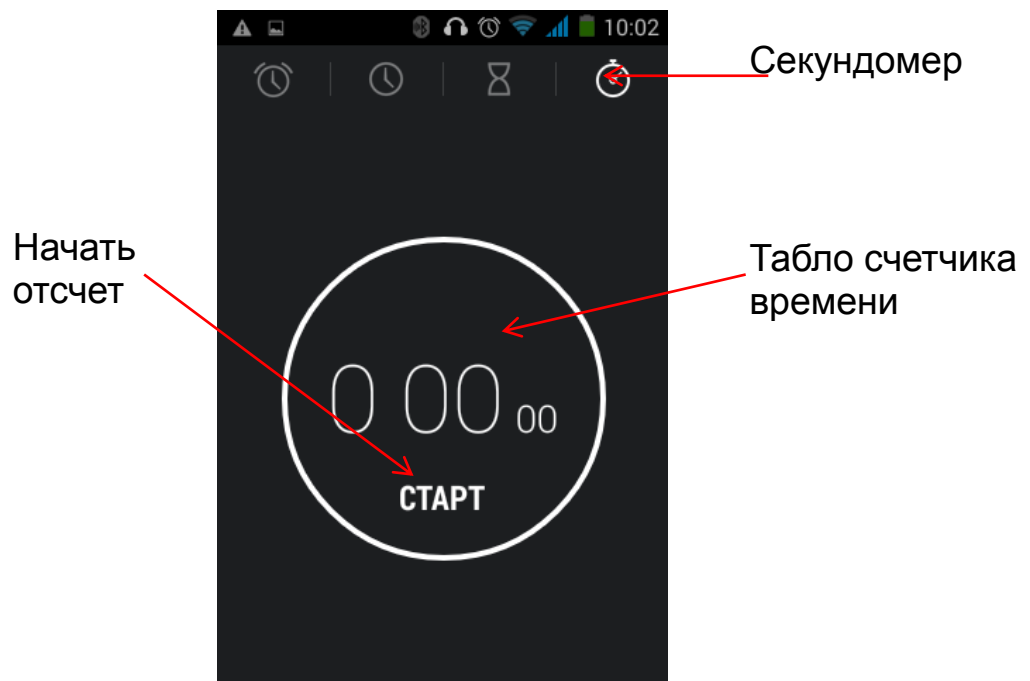 10:02
Секундомер
Начать
отсчет
Табло счетчика
времени
0 00 00
СТАРТ